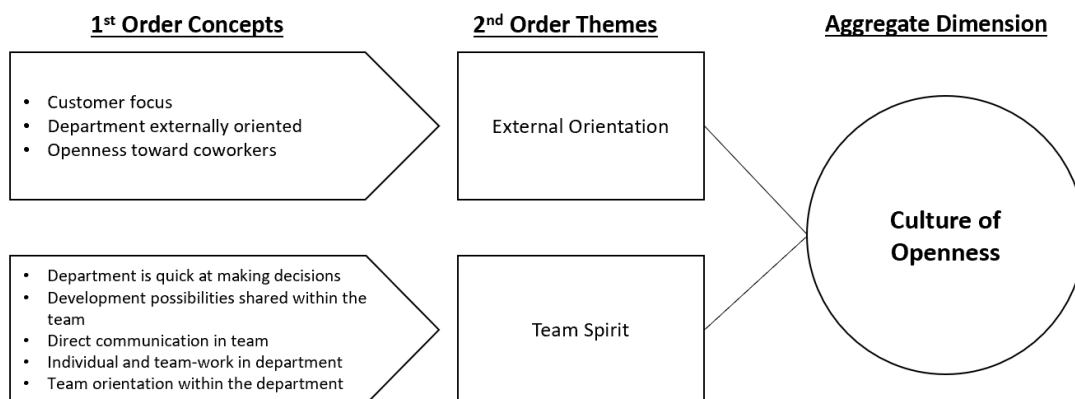 1st Order Concepts
2nd Order Themes
Aggregate Dimension
• Customer focus
• Department externally oriented
• Openness toward coworkers
External Orientation
• Department is quick at making decisions
• Development possibilities shared within the
team
• Direct communication in team
• Individual and team-work in department
• Team orientation within the department
Team Spirit
Culture of
Openness